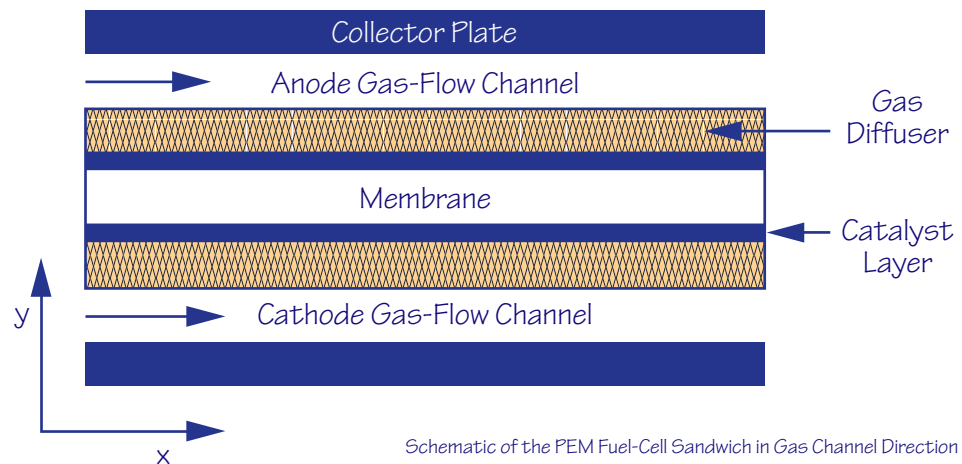 Collector Plate
Anode Gas-Flow Channel
Gas
Diffuser
Membrane
Catalyst
Layer
Cathode Gas-Flow Channel
y
x
Schematic of the PEM Fuel-Cell Sandwich in Gas Channel Direction